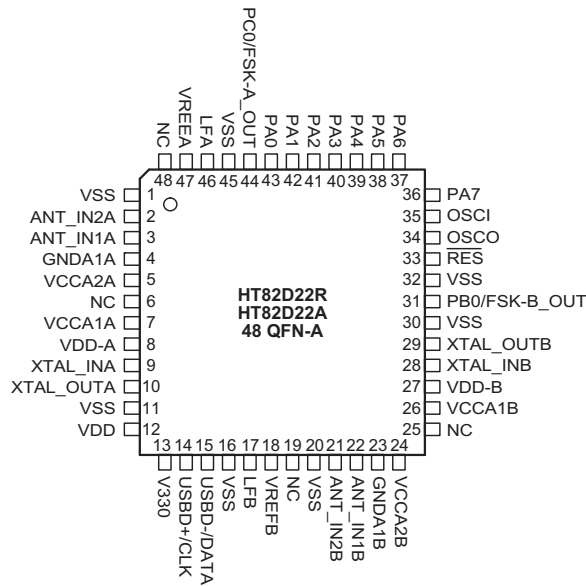 PC0/FSK-A_OUT
VREEA
LFA
VSS
PA0
PA1
PA2
PA3
PA4
PA5
PA6
NC
48 47 46 45 44 43 42 41 40 39 38 37
VSS 1
ANT_IN2A 2
ANT_IN1A 3
GNDA1A 4
VCCA2A 5
NC 6
VCCA1A 7
VDD-A 8
XTAL_INA 9
XTAL_OUTA 10
VSS 11
VDD 12
HT82D22R
HT82D22A
48 QFN-A
36 PA7
35 OSCI
34 OSCO
33 RES
32 VSS
31 PB0/FSK-B_OUT
30 VSS
29 XTAL_OUTB
28 XTAL_INB
27 VDD-B
26 VCCA1B
25 NC
13 14 15 16 17 18 19 20 21 22 23 24
V330
USBD+/CLK
USBD-/DATA
VSS
LFB
VREFB
NC
VSS
ANT_IN2B
ANT_IN1B
GNDA1B
VCCA2B